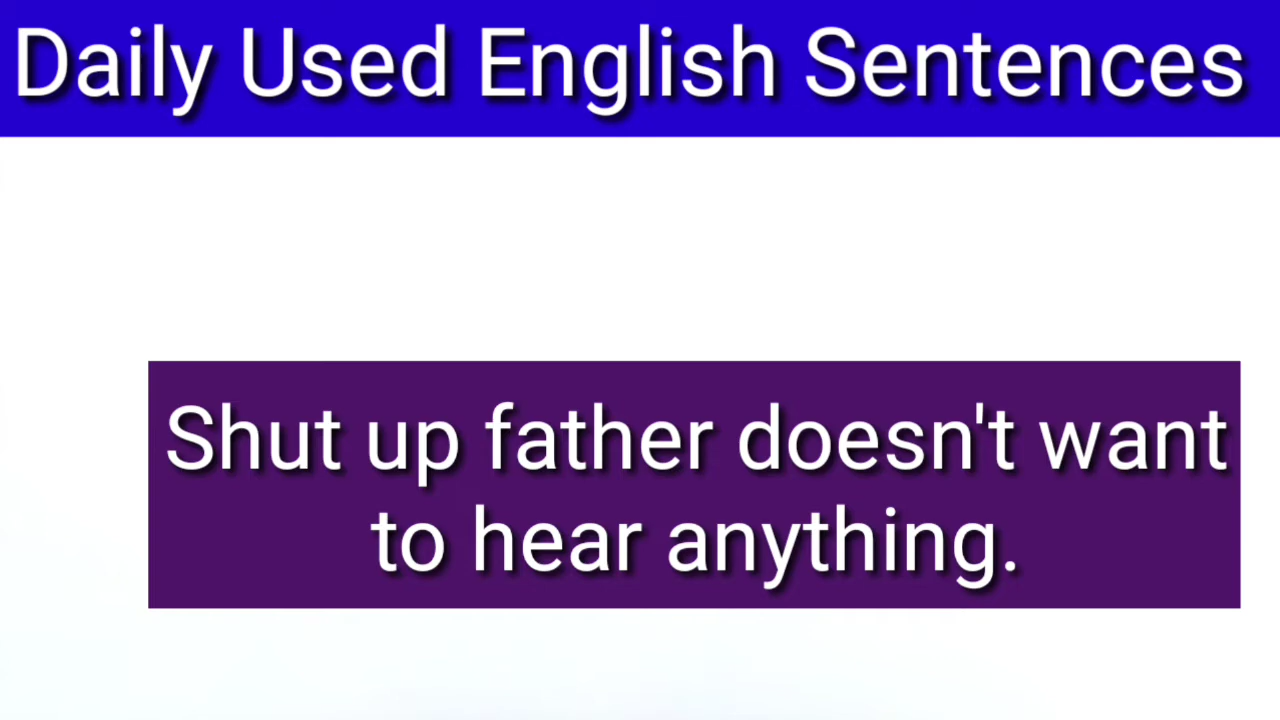 Daily Used English Sentences
Shut up father doesn't want
to hear anything.